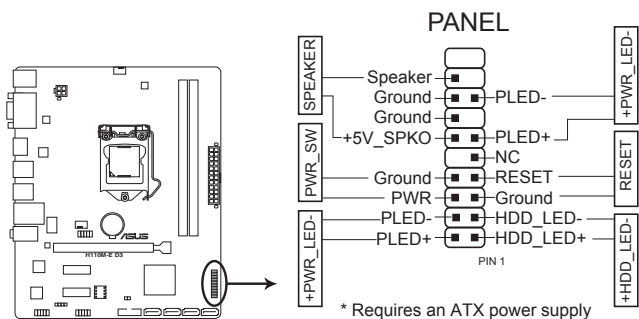 PANEL
SPEAKER
Speaker
Ground
Ground
+5V_SPKO
PWR_SW
Ground
PWR
+PWR_LED-
PLED-
PLED+
+PWR_LED-
PLED-
PLED+
NC
RESET
RESET
Ground
HDD_LED-
HDD_LED+
+HDD_LED-
PIN 1
ASUS
H110M-E D3
* Requires an ATX power supply